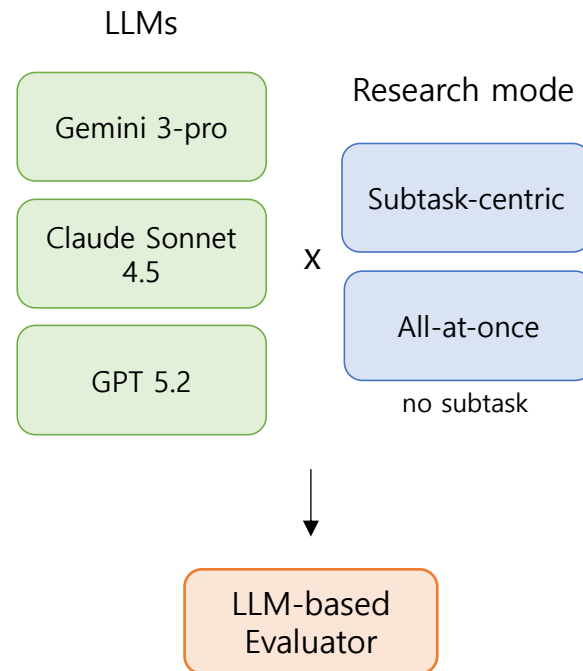 LLMs
Gemini 3-pro
Claude Sonnet
4.5
GPT 5.2
x
Research mode
Subtask-centric
All-at-once
no subtask
LLM-based
Evaluator